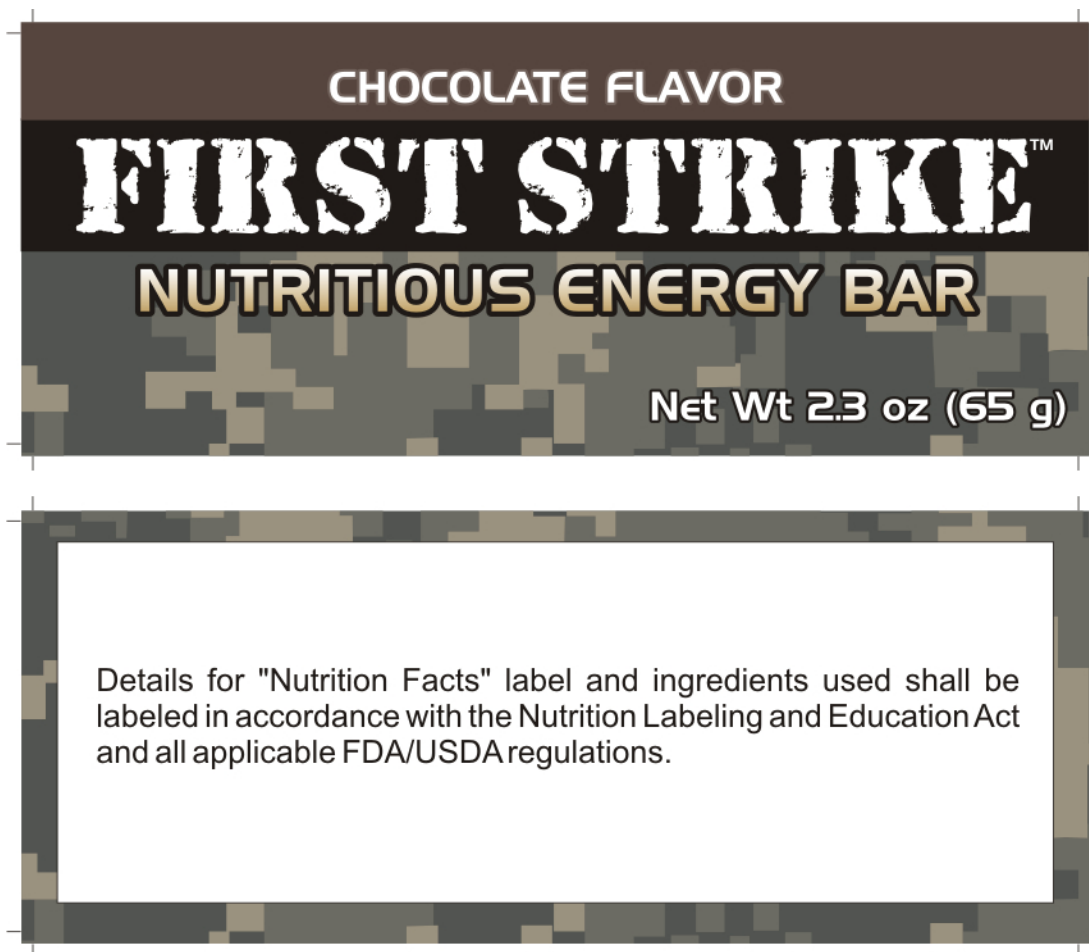 CHOCOLATE FLAVOR
FIRST STRIKE™
NUTRITIOUS ENERGY BAR
Net Wt 2.3 oz (65 g)
Details for "Nutrition Facts" label and ingredients used shall be
labeled in accordance with the Nutrition Labeling and Education Act
and all applicable FDA/USDA regulations.